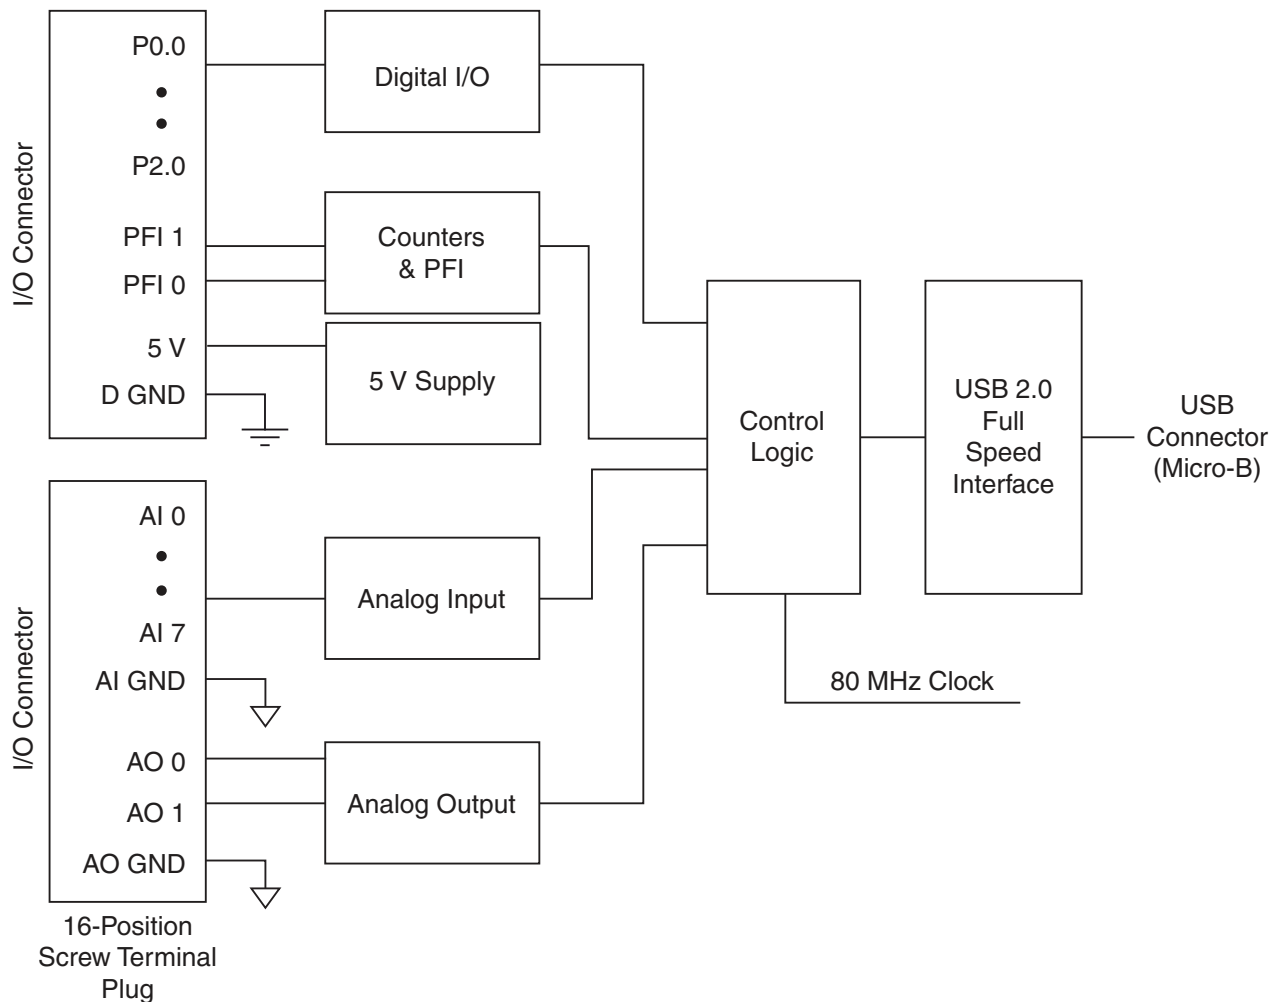 I/O Connector
P0.0
P2.0
PFI 1
PFI 0
5 V
D GND
Digital I/O
Counters
& PFI
5 V Supply
I/O Connector
AI 0
AI 7
AI GND
AO 0
AO 1
AO GND
16-Position
Screw Terminal
Plug
Analog Input
Analog Output
Control
Logic
80 MHz Clock
USB 2.0
Full
Speed
Interface
USB
Connector
(Micro-B)